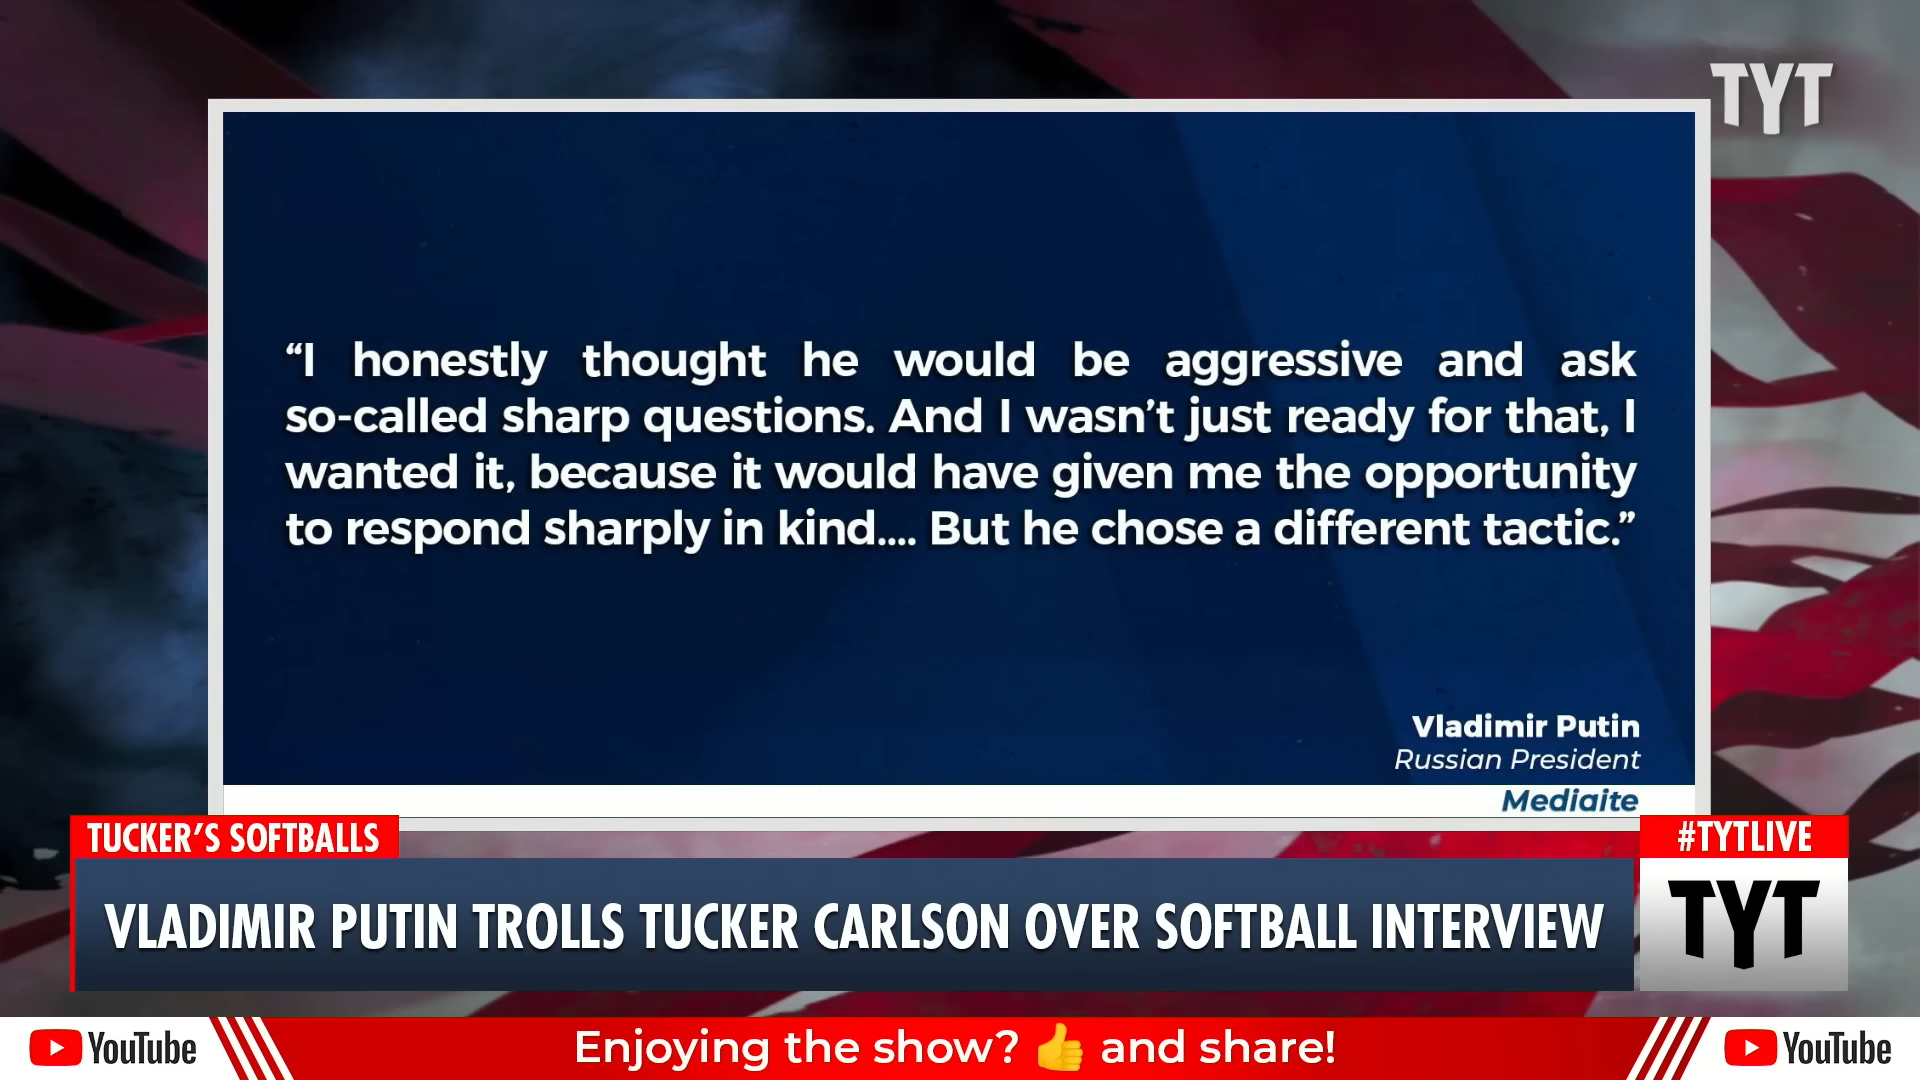 TYT
“I honestly thought he would be aggressive and ask
so-called sharp questions. And I wasn’t just ready for that, I
wanted it, because it would have given me the opportunity
to respond sharply in kind.... But he chose a different tactic.”
Vladimir Putin
Russian President
Mediaite
TUCKER’S SOFTBALLS
#TYTLIVE
VLADIMIR PUTIN TROLLS TUCKER CARLSON OVER SOFTBALL INTERVIEW
TYT
YouTube
Enjoying the show? 👍 and share!
YouTube